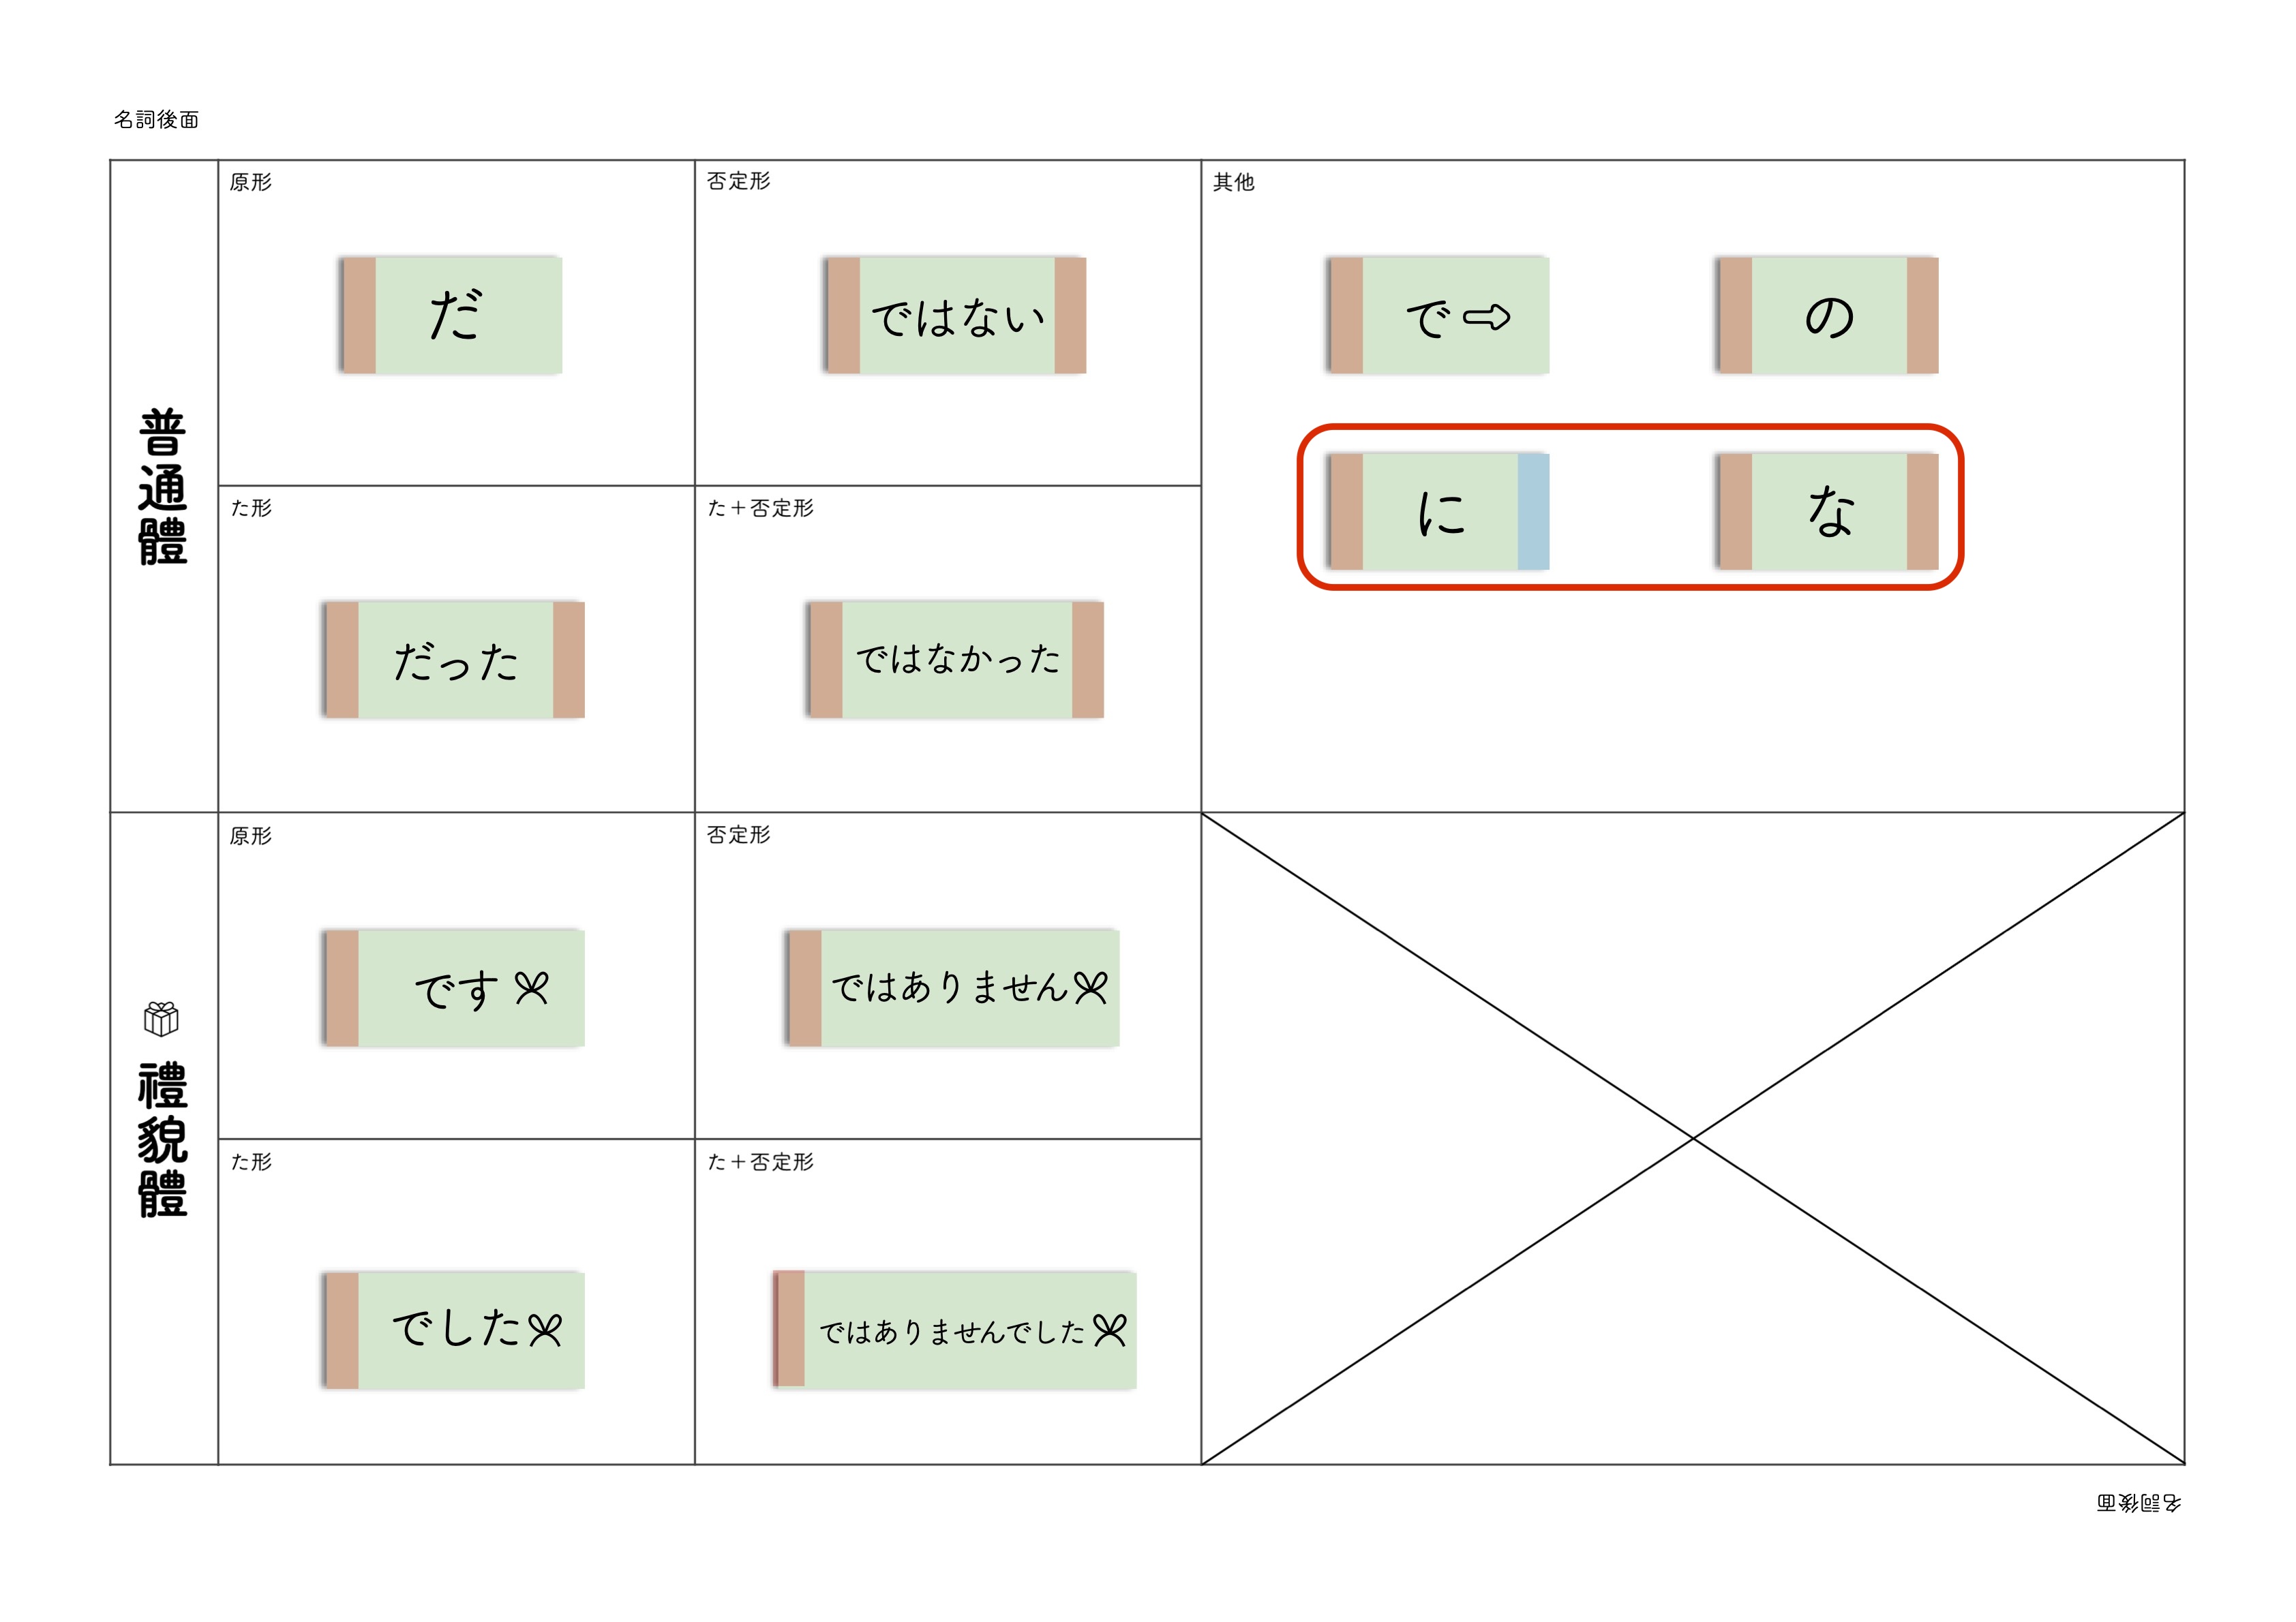 名詞後面
普通體
原形
だ
否定形
ではない
其他
で⇨
の
に
な
た形
だった
た+否定形
ではなかった
禮貌體
原形
です
否定形
ではありません
た形
でした
た+否定形
ではありませんでした
名詞後面